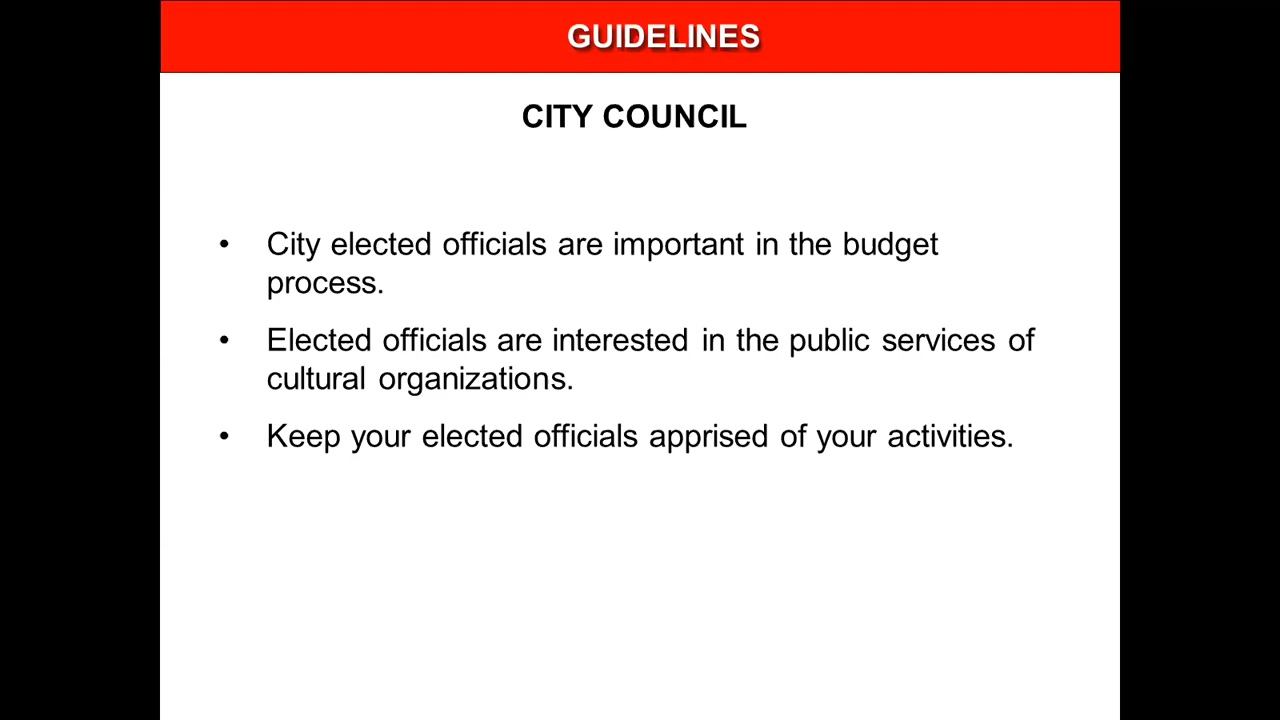 GUIDELINES
CITY COUNCIL
• City elected officials are important in the budget
process.
• Elected officials are interested in the public services of
cultural organizations.
• Keep your elected officials apprised of your activities.